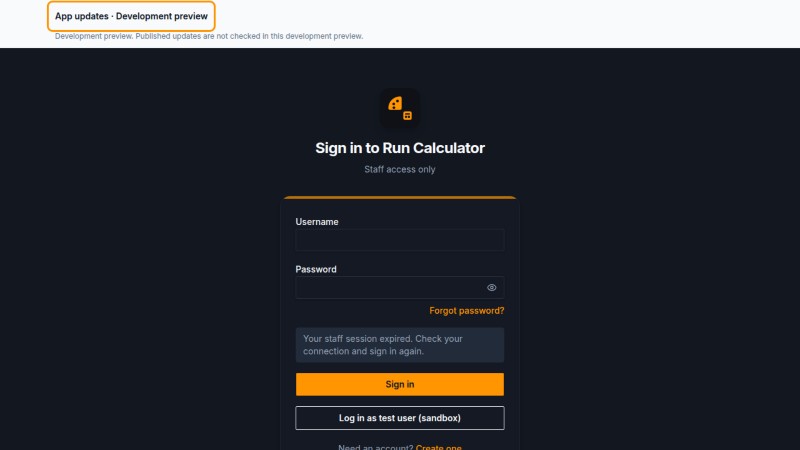 App updates · Development preview
Development preview. Published updates are not checked in this development preview.
Sign in to Run Calculator
Staff access only
Username
Password
Forgot password?
Your staff session expired. Check your
connection and sign in again.
Sign in
Log in as test user (sandbox)
Need an account? Create one